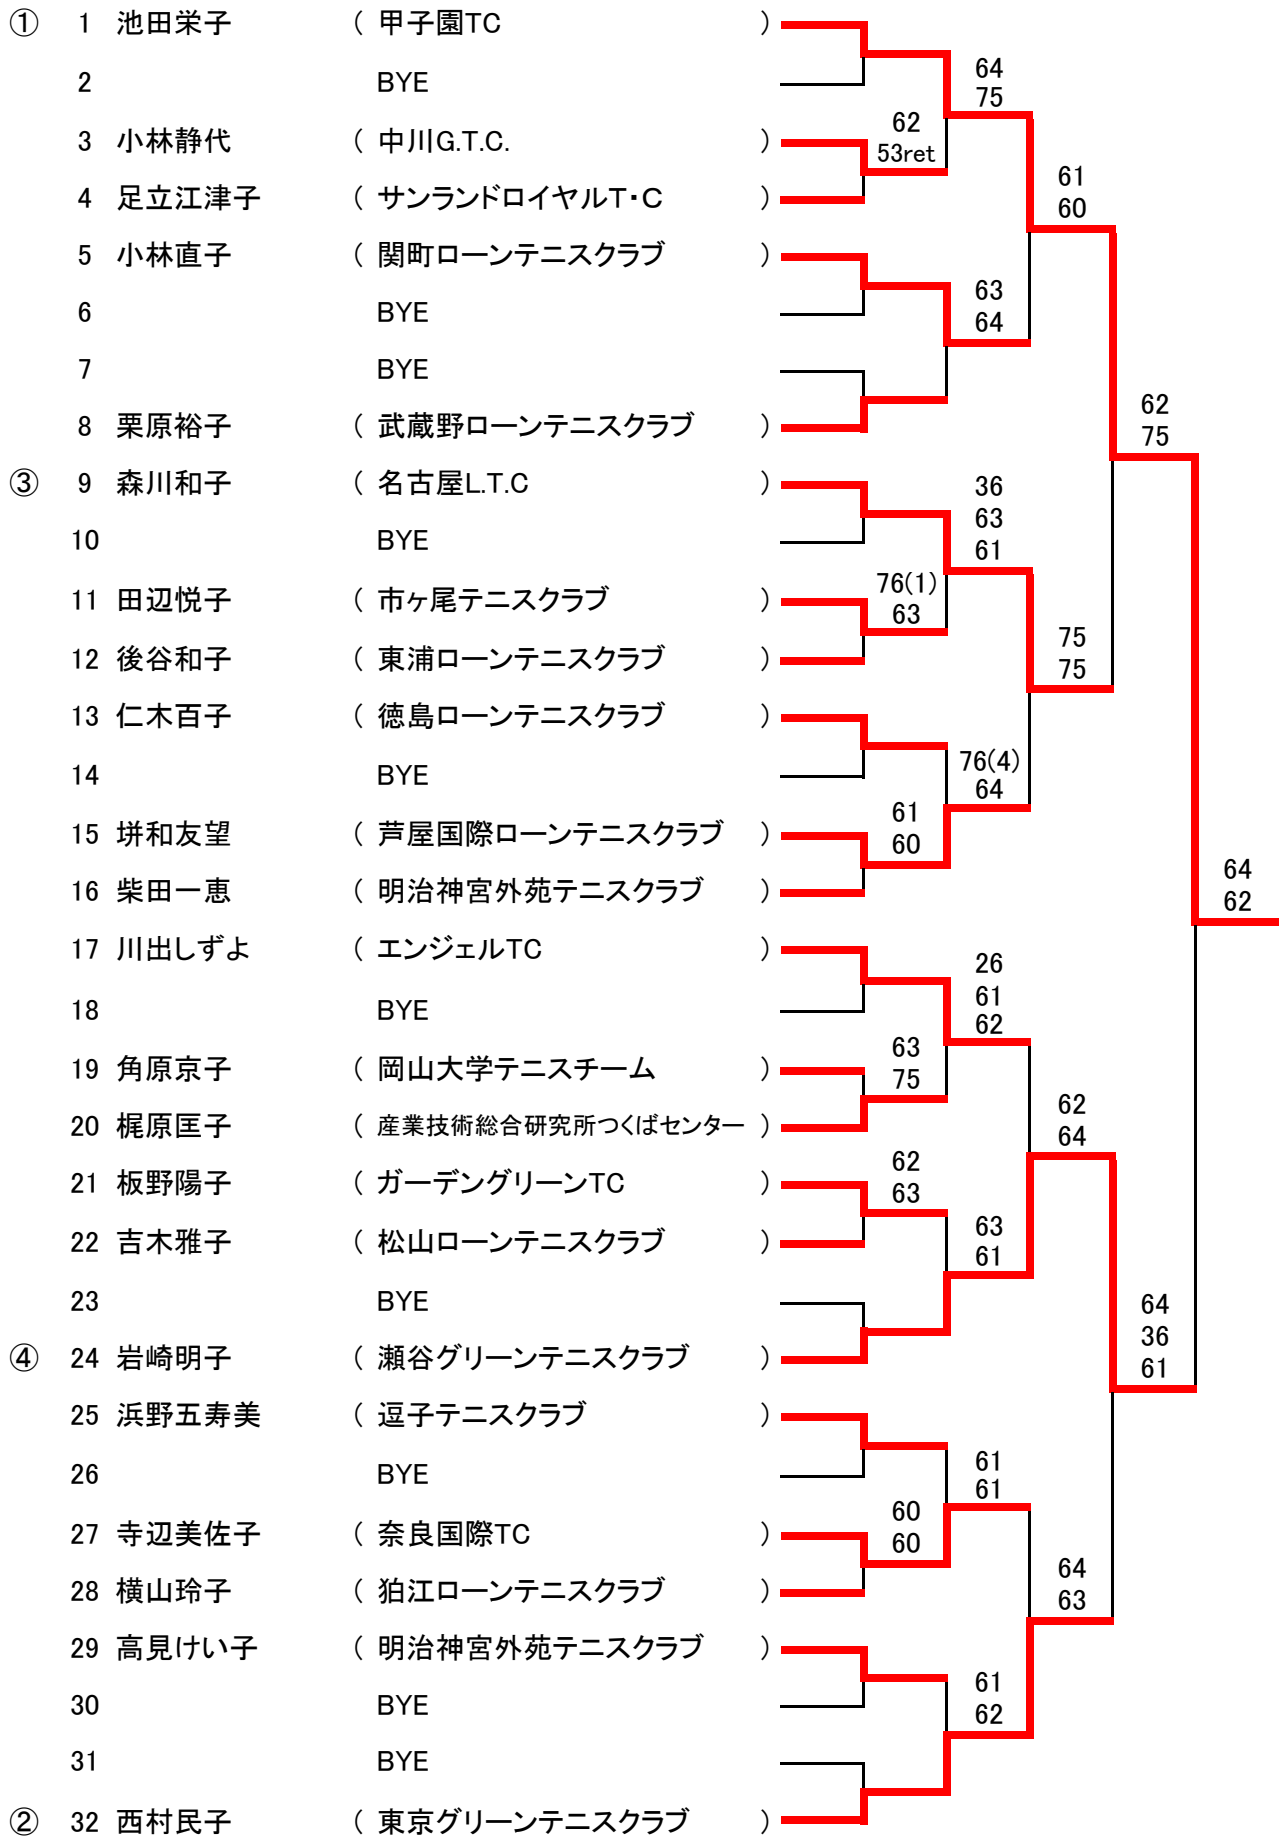 ① 1 池田栄子 ( 甲子園TC )
2 BYE
64
75
3 小林静代 ( 中川G.T.C. )
62
53ret
4 足立江津子 ( サンランドロイヤルT・C )
61
60
5 小林直子 ( 関町ローンテニスクラブ )
6 BYE
63
64
7 BYE
8 栗原裕子 ( 武蔵野ローンテニスクラブ )
62
75
③ 9 森川和子 ( 名古屋L.T.C )
10 BYE
36
63
61
11 田辺悦子 ( 市ヶ尾テニスクラブ )
76(1)
63
12 後谷和子 ( 東浦ローンテニスクラブ )
75
75
13 仁木百子 ( 徳島ローンテニスクラブ )
14 BYE
76(4)
64
15 垪和友望 ( 芦屋国際ローンテニスクラブ )
61
60
16 柴田一恵 ( 明治神宮外苑テニスクラブ )
64
62
17 川出しずよ ( エンジェルTC )
18 BYE
26
61
62
19 角原京子 ( 岡山大学テニスチーム )
63
75
20 梶原匡子 ( 産業技術総合研究所つくばセンター )
62
64
21 板野陽子 ( ガーデングリーンTC )
62
63
22 吉木雅子 ( 松山ローンテニスクラブ )
63
61
23 BYE
64
36
61
④ 24 岩崎明子 ( 瀬谷グリーンテニスクラブ )
25 浜野五寿美 ( 逗子テニスクラブ )
26 BYE
61
61
27 寺辺美佐子 ( 奈良国際TC )
60
60
28 横山玲子 ( 狛江ローンテニスクラブ )
64
63
29 高見けい子 ( 明治神宮外苑テニスクラブ )
30 BYE
61
62
31 BYE
② 32 西村民子 ( 東京グリーンテニスクラブ )